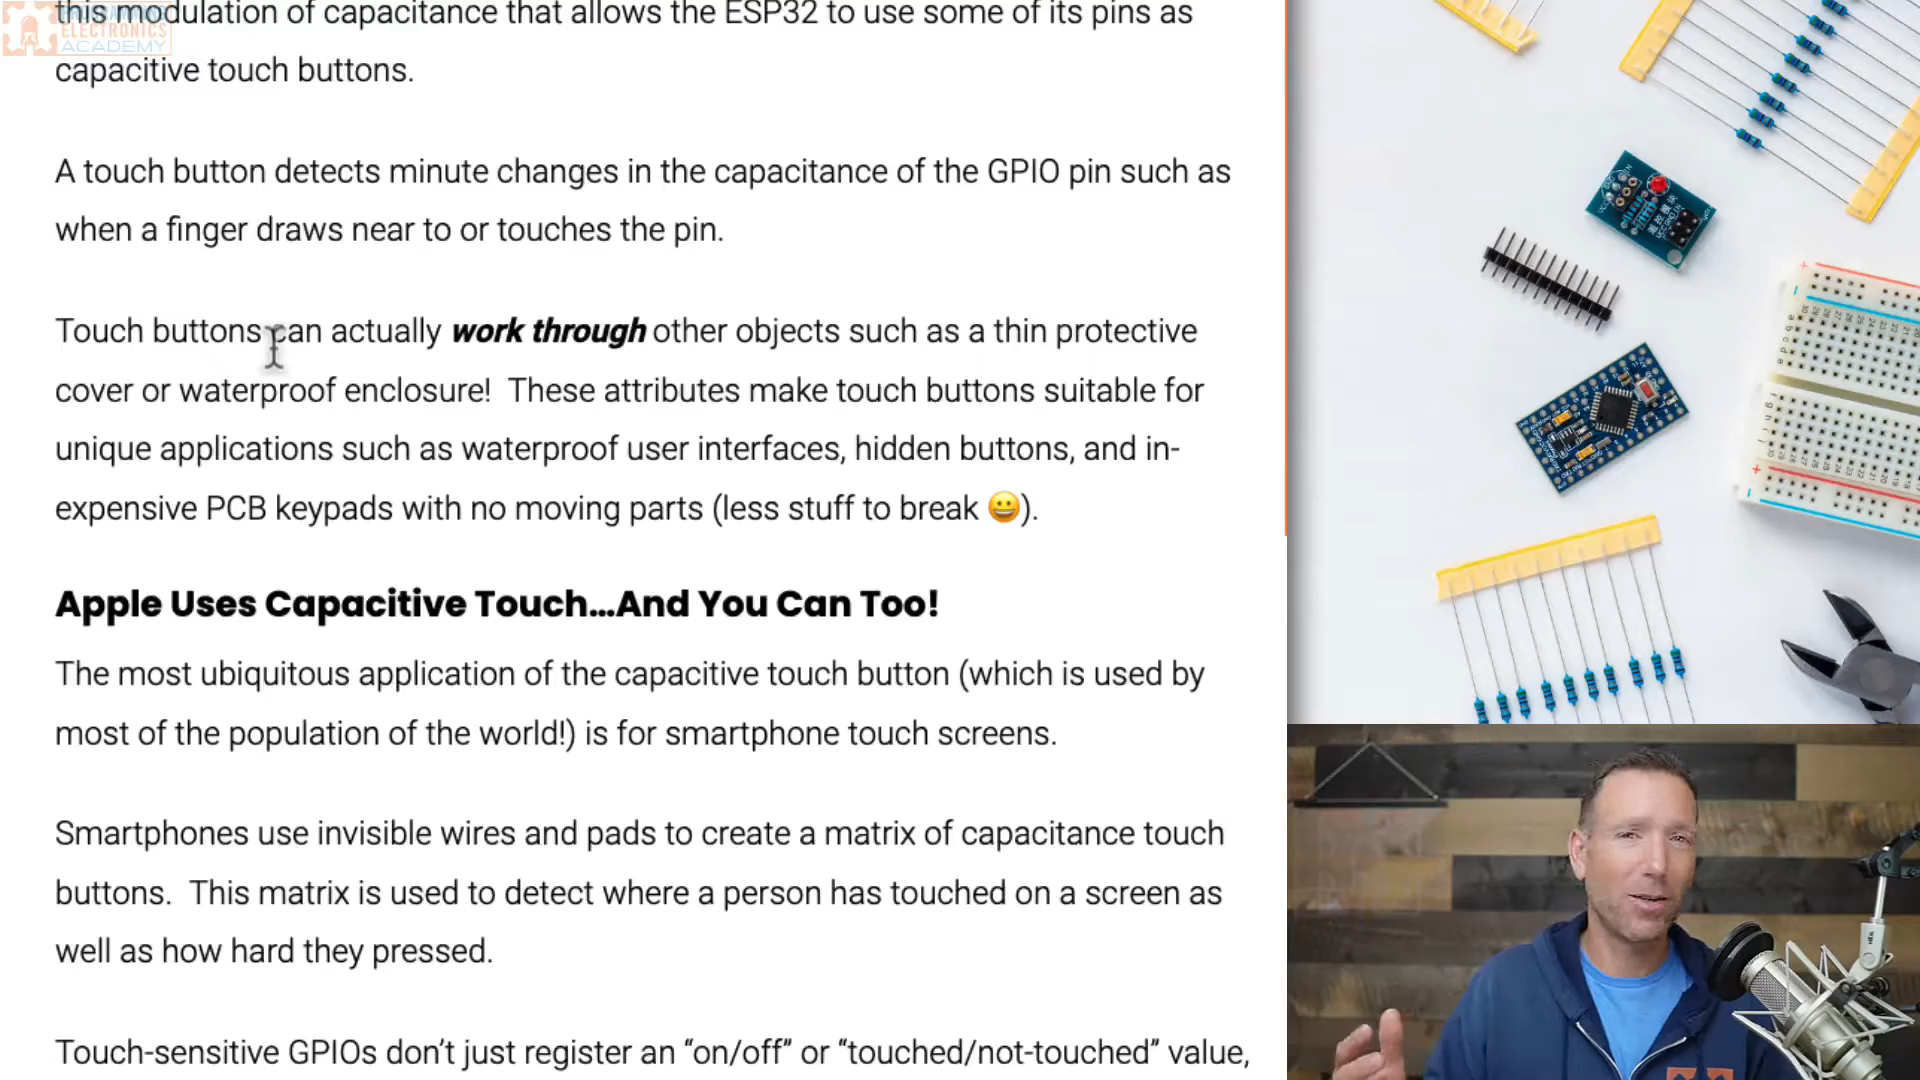 this modulation of capacitance that allows the ESP32 to use some of its pins as
capacitive touch buttons.
A touch button detects minute changes in the capacitance of the GPIO pin such as
when a finger draws near to or touches the pin.
Touch buttons can actually work through other objects such as a thin protective
cover or waterproof enclosure! These attributes make touch buttons suitable for
unique applications such as waterproof user interfaces, hidden buttons, and in-
expensive PCB keypads with no moving parts (less stuff to break 😀).
Apple Uses Capacitive Touch...And You Can Too!
The most ubiquitous application of the capacitive touch button (which is used by
most of the population of the world!) is for smartphone touch screens.
Smartphones use invisible wires and pads to create a matrix of capacitance touch
buttons. This matrix is used to detect where a person has touched on a screen as
well as how hard they pressed.
Touch-sensitive GPIOs don’t just register an “on/off” or “touched/not-touched” value,
ELECTRONICS
ACADEMY